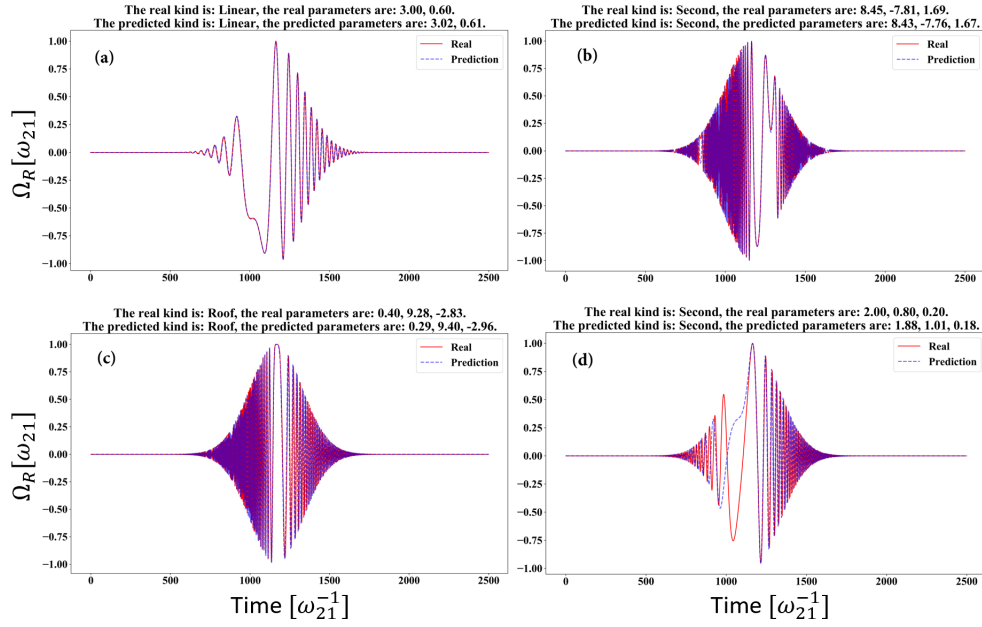 The real kind is: Linear, the real parameters are: 3.00, 0.60.
The predicted kind is: Linear, the predicted parameters are: 3.02, 0.61.
(a)
Real
Prediction
1.00
0.75
0.50
0.25
0.00
−0.25
−0.50
−0.75
−1.00
Ω_R [ω_21]
0
500
1000
1500
2000
2500
The real kind is: Second, the real parameters are: 8.45, -7.81, 1.69.
The predicted kind is: Second, the predicted parameters are: 8.43, -7.76, 1.67.
(b)
Real
Prediction
1.00
0.75
0.50
0.25
0.00
−0.25
−0.50
−0.75
−1.00
0
500
1000
1500
2000
2500
The real kind is: Roof, the real parameters are: 0.40, 9.28, -2.83.
The predicted kind is: Roof, the predicted parameters are: 0.29, 9.40, -2.96.
(c)
Real
Prediction
1.00
0.75
0.50
0.25
0.00
−0.25
−0.50
−0.75
−1.00
Ω_R [ω_21]
0
500
1000
1500
2000
2500
Time [ω_21^−1]
The real kind is: Second, the real parameters are: 2.00, 0.80, 0.20.
The predicted kind is: Second, the predicted parameters are: 1.88, 1.01, 0.18.
(d)
Real
Prediction
1.00
0.75
0.50
0.25
0.00
−0.25
−0.50
−0.75
−1.00
0
500
1000
1500
2000
2500
Time [ω_21^−1]